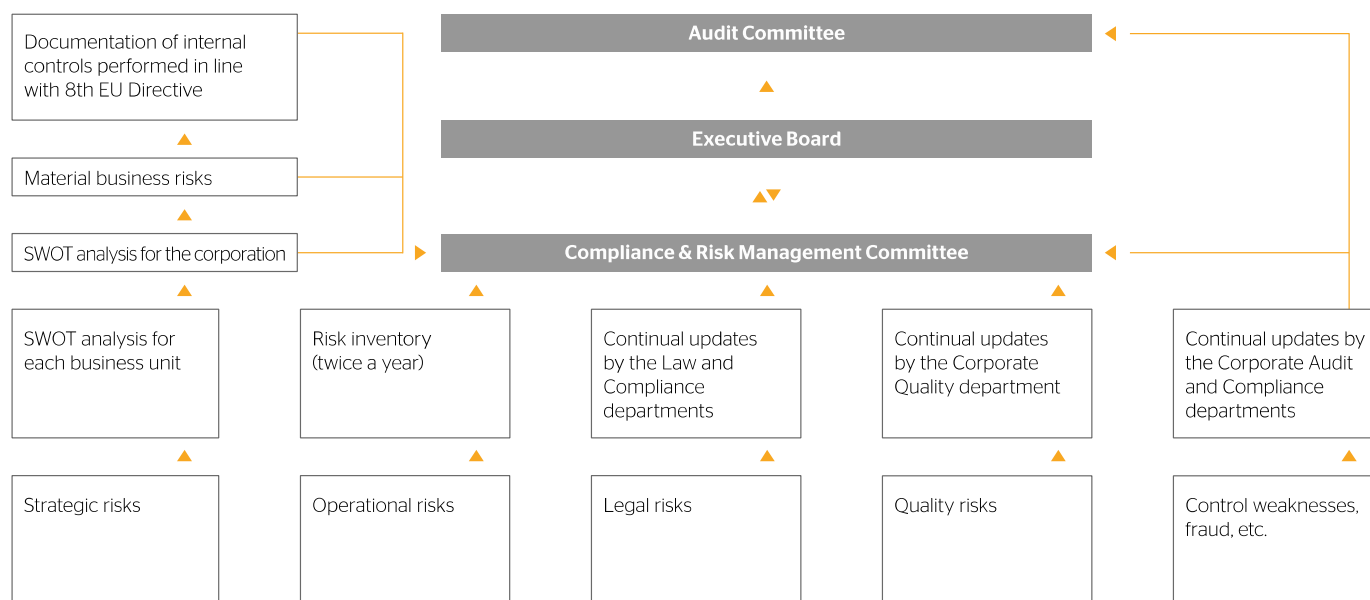 Documentation of internal
controls performed in line
with 8th EU Directive
Audit Committee
Executive Board
Material business risks
SWOT analysis for the corporation
Compliance & Risk Management Committee
SWOT analysis for
each business unit
Risk inventory
(twice a year)
Continual updates
by the Law and
Compliance
departments
Continual updates
by the Corporate
Quality department
Continual updates by
the Corporate Audit
and Compliance
departments
Strategic risks
Operational risks
Legal risks
Quality risks
Control weaknesses,
fraud, etc.